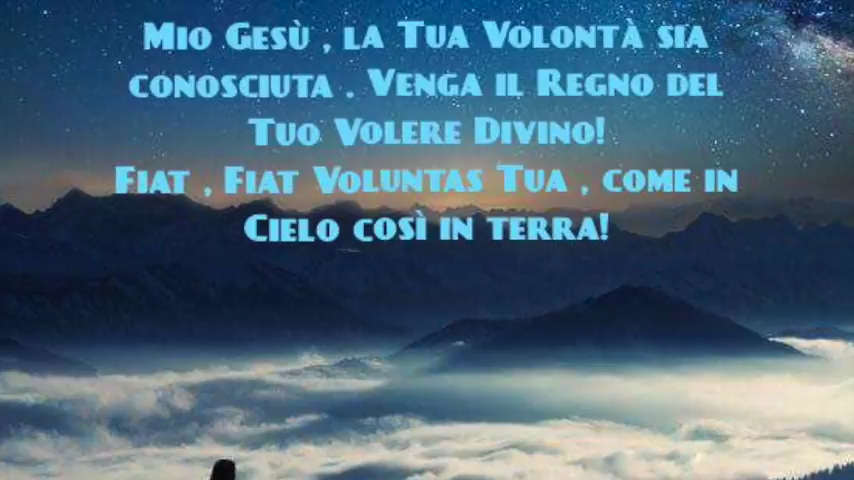 Mio Gesù , la Tua Volontà sia
conosciuta . Venga il Regno del
Tuo Volere Divino!
Fiat , Fiat Voluntas Tua , come in
Cielo così in terra!